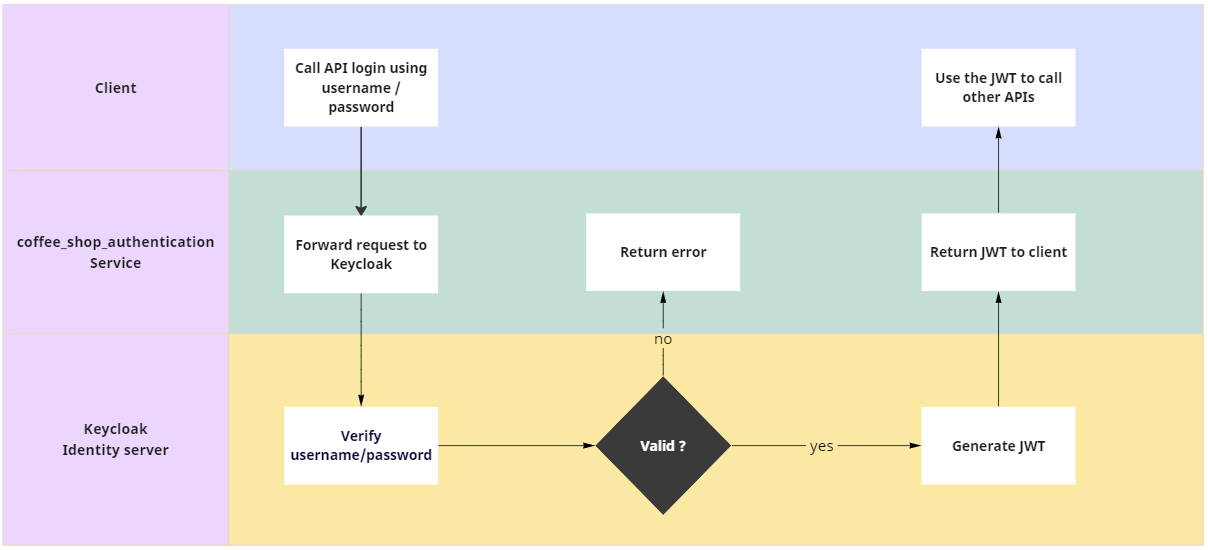 Client
Call API login using
username /
password
Use the JWT to call
other APIs
coffee_shop_authentication
Service
Forward request to
Keycloak
Return error
Return JWT to client
no
Keycloak
Identity server
Verify
username/password
Valid ?
yes
Generate JWT